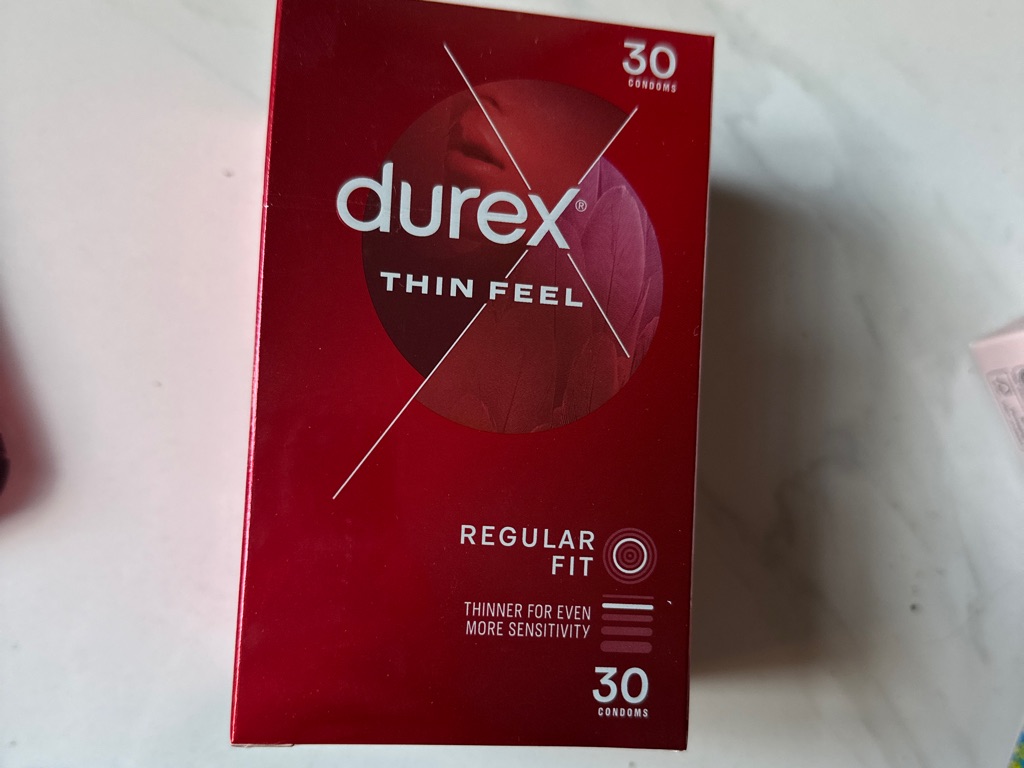 30
CONDOMS
durex®
THIN FEEL
REGULAR
FIT
THINNER FOR EVEN
MORE SENSITIVITY
30
CONDOMS